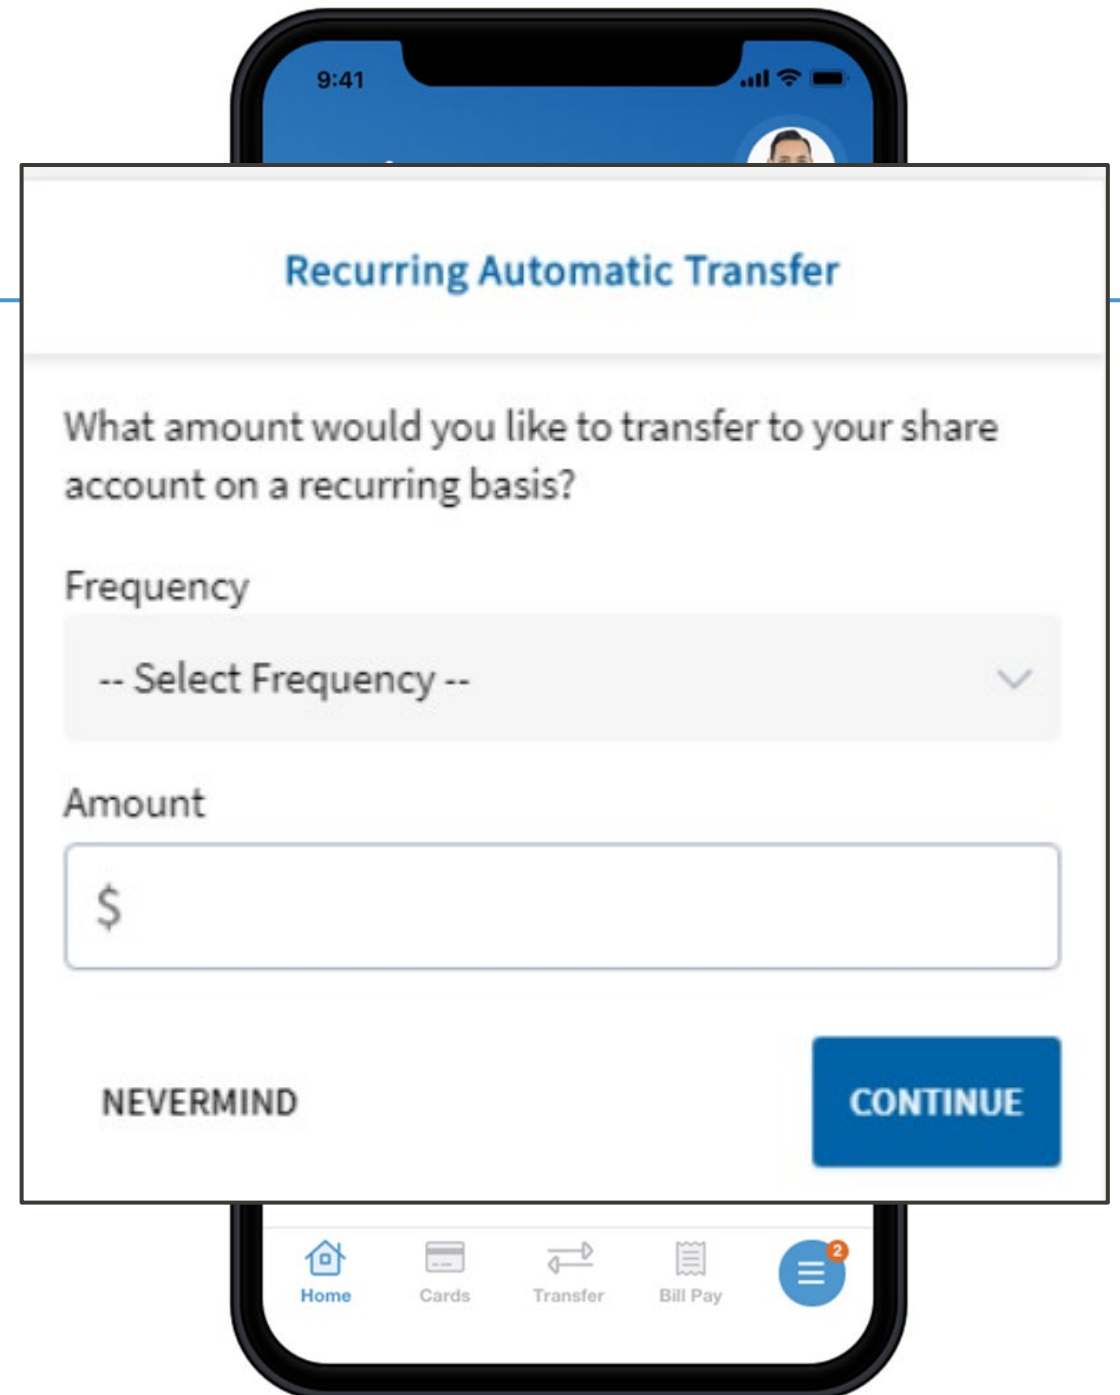 9:41
Recurring Automatic Transfer
What amount would you like to transfer to your share
account on a recurring basis?
Frequency
-- Select Frequency --
Amount
$
NEVERMIND CONTINUE
2
Home Cards Transfer Bill Pay